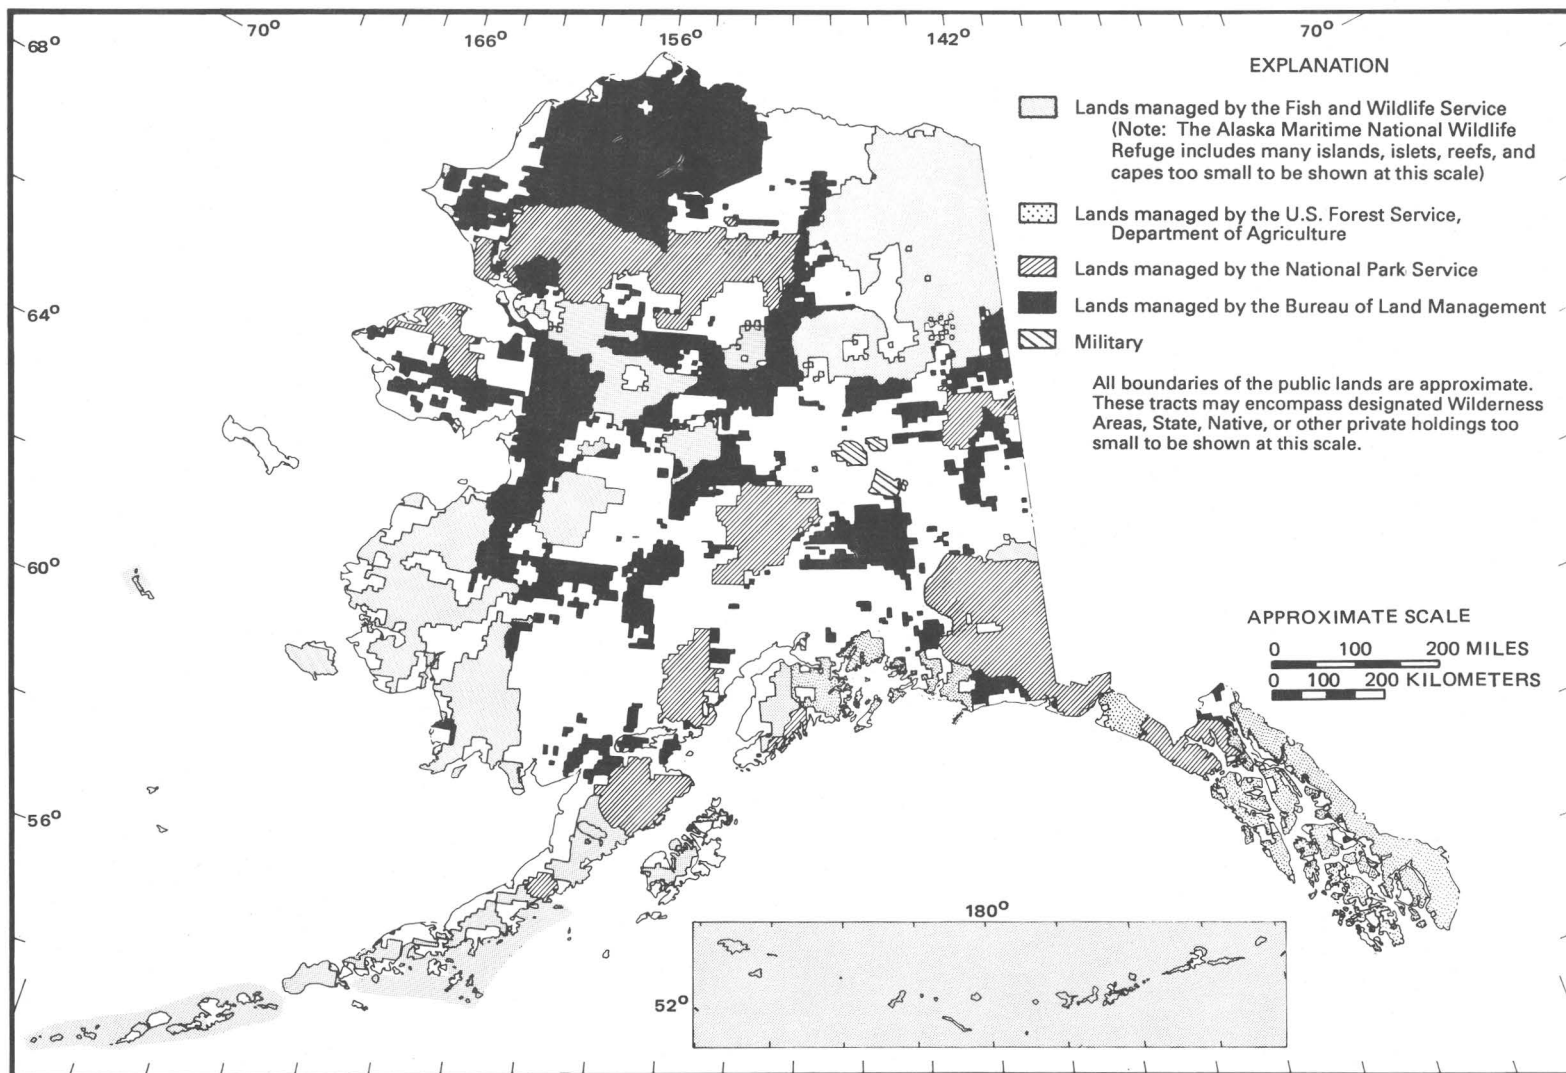 70°
166°
156°
142°
70°
68°
64°
60°
56°
EXPLANATION
Lands managed by the Fish and Wildlife Service
(Note: The Alaska Maritime National Wildlife
Refuge includes many islands, islets, reefs, and
capes too small to be shown at this scale)
Lands managed by the U.S. Forest Service,
Department of Agriculture
Lands managed by the National Park Service
Lands managed by the Bureau of Land Management
Military
All boundaries of the public lands are approximate.
These tracts may encompass designated Wilderness
Areas, State, Native, or other private holdings too
small to be shown at this scale.
APPROXIMATE SCALE
0 100 200 MILES
0 100 200 KILOMETERS
180°
52°